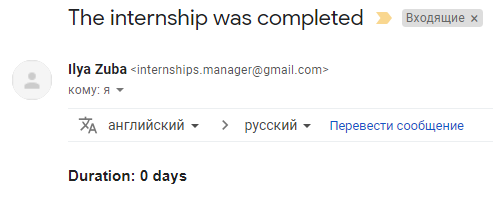 The internship was completed Входящие ×
Ilya Zuba <internships.manager@gmail.com>
кому: я
английский > русский Перевести сообщение
Duration: 0 days